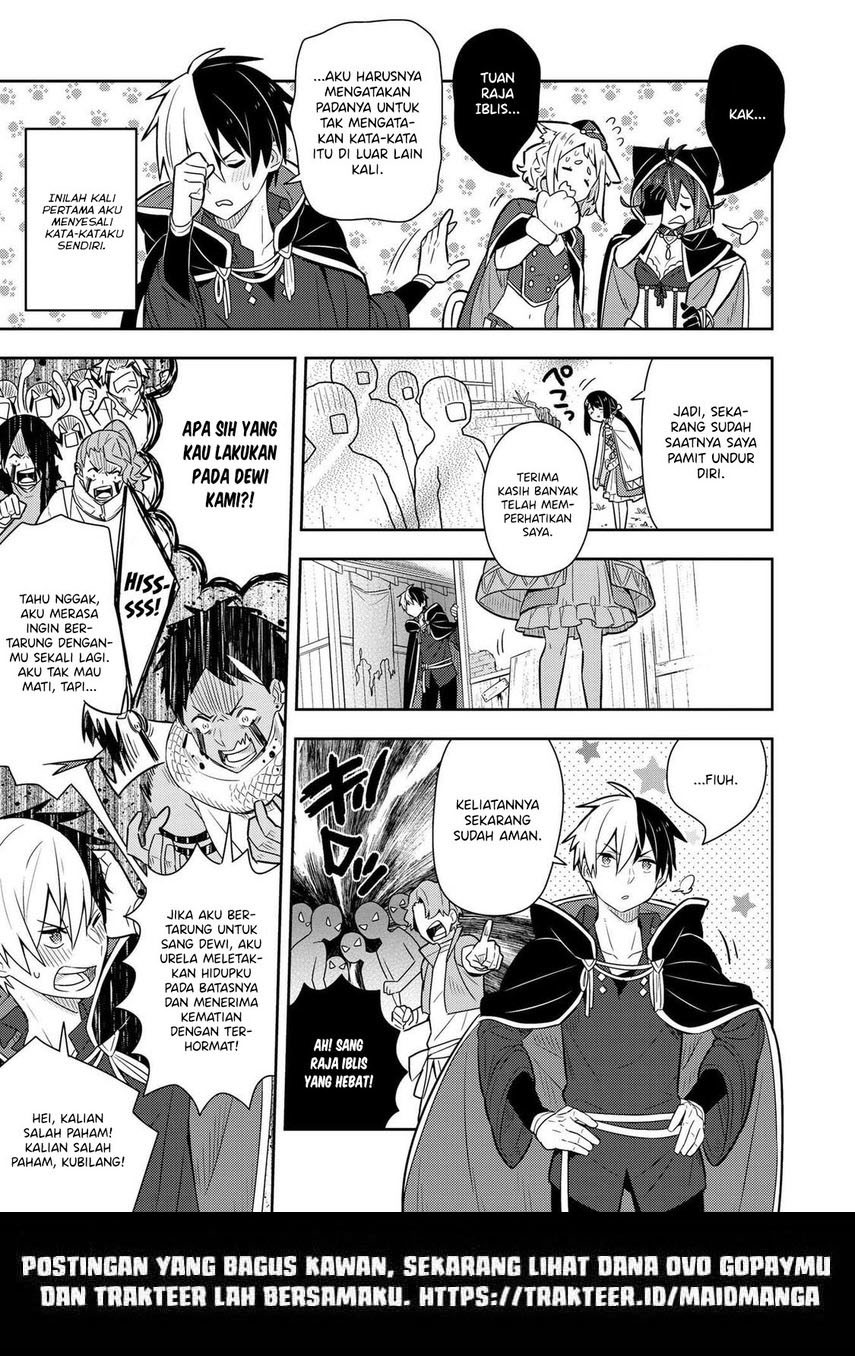 KAK...
TUAN
RAJA
IBLIS...
...AKU HARUSNYA
MENGATAKAN
PADANYA UNTUK
TAK MENGATA-
KAN KATA-KATA
ITU DI LUAR LAIN
KALI.
INILAH KALI
PERTAMA AKU
MENYESALI
KATA-KATAKU
SENDIRI.
JADI, SEKA-
RANG SUDAH
SAATNYA SAYA
PAMIT UNDUR
DIRI.
ぺこっ
TERIMA
KASIH BANYAK
TELAH MEM-
PERHATIKAN
SAYA.
...FIUH.
KELIATANNYA
SEKARANG
SUDAH AMAN.
ギロッ
AH! SANG
RAJA IBLIS
YANG HEBAT!
APA SIH YANG
KAU LAKUKAN
PADA DEWI
KAMI?!
HISS-
SSS!
TAHU NGGAK,
AKU MERASA
INGIN BER-
TARUNG DENGAN-
MU SEKALI LAGI.
AKU TAK MAU
MATI, TAPI...
JIKA AKU BER-
TARUNG UNTUK
SANG DEWI, AKU
URELA MELETAK-
KAN HIDUPKU
PADA BATASNYA
DAN MENERIMA
KEMATIAN
DENGAN TER-
HORMAT!
HEI, KALIAN
SALAH PAHAM!
KALIAN SALAH
PAHAM, KUBILANG!
POSTINGAN YANG BAGUS KAWAN, SEKARANG LIHAT DANA OVO GOPAYMU
DAN TRAKTEER LAH BERSAMAKU. HTTPS://TRAKTEER.ID/MAIDMANGA